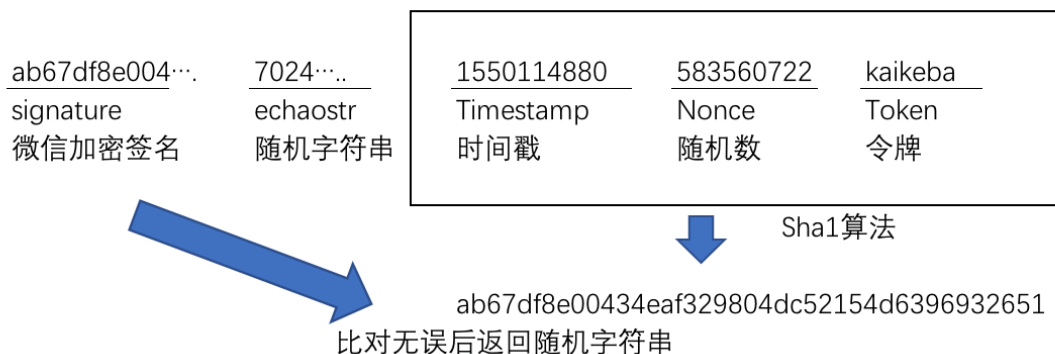 ab67df8e004…. 7024….. 1550114880 583560722 kaikeba
signature echaostr Timestamp Nonce Token
微信加密签名 随机字符串 时间戳 随机数 令牌
Sha1算法
ab67df8e00434eaf329804dc52154d6396932651
比对无误后返回随机字符串